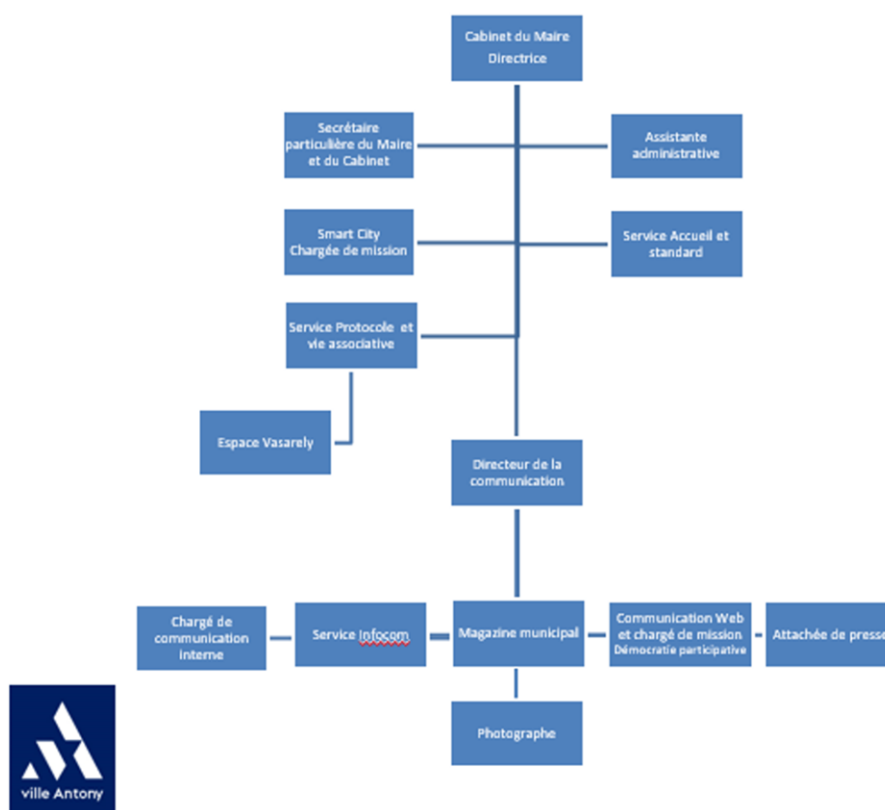 Cabinet du Maire
Directrice
Secrétaire
particulière du Maire
et du Cabinet
Assistante
administrative
Smart City
Chargée de mission
Service Accueil et
standard
Service Protocole et
vie associative
Espace Vasarely
Directeur de la
communication
Chargé de
communication
interne
Service Infocom
Magazine municipal
Communication Web
et chargé de mission
Démocratie participative
Attachée de presse
Photographe
ville Antony